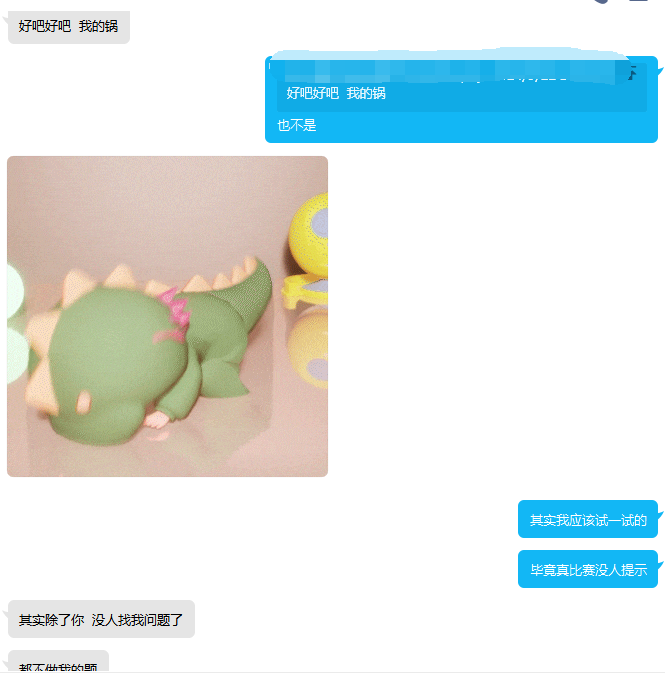 好吧好吧 我的锅
好吧好吧 我的锅
也不是
其实我应该试一试的
毕竟真比赛没人提示
其实除了你 没人找我问题了
都不做我的题